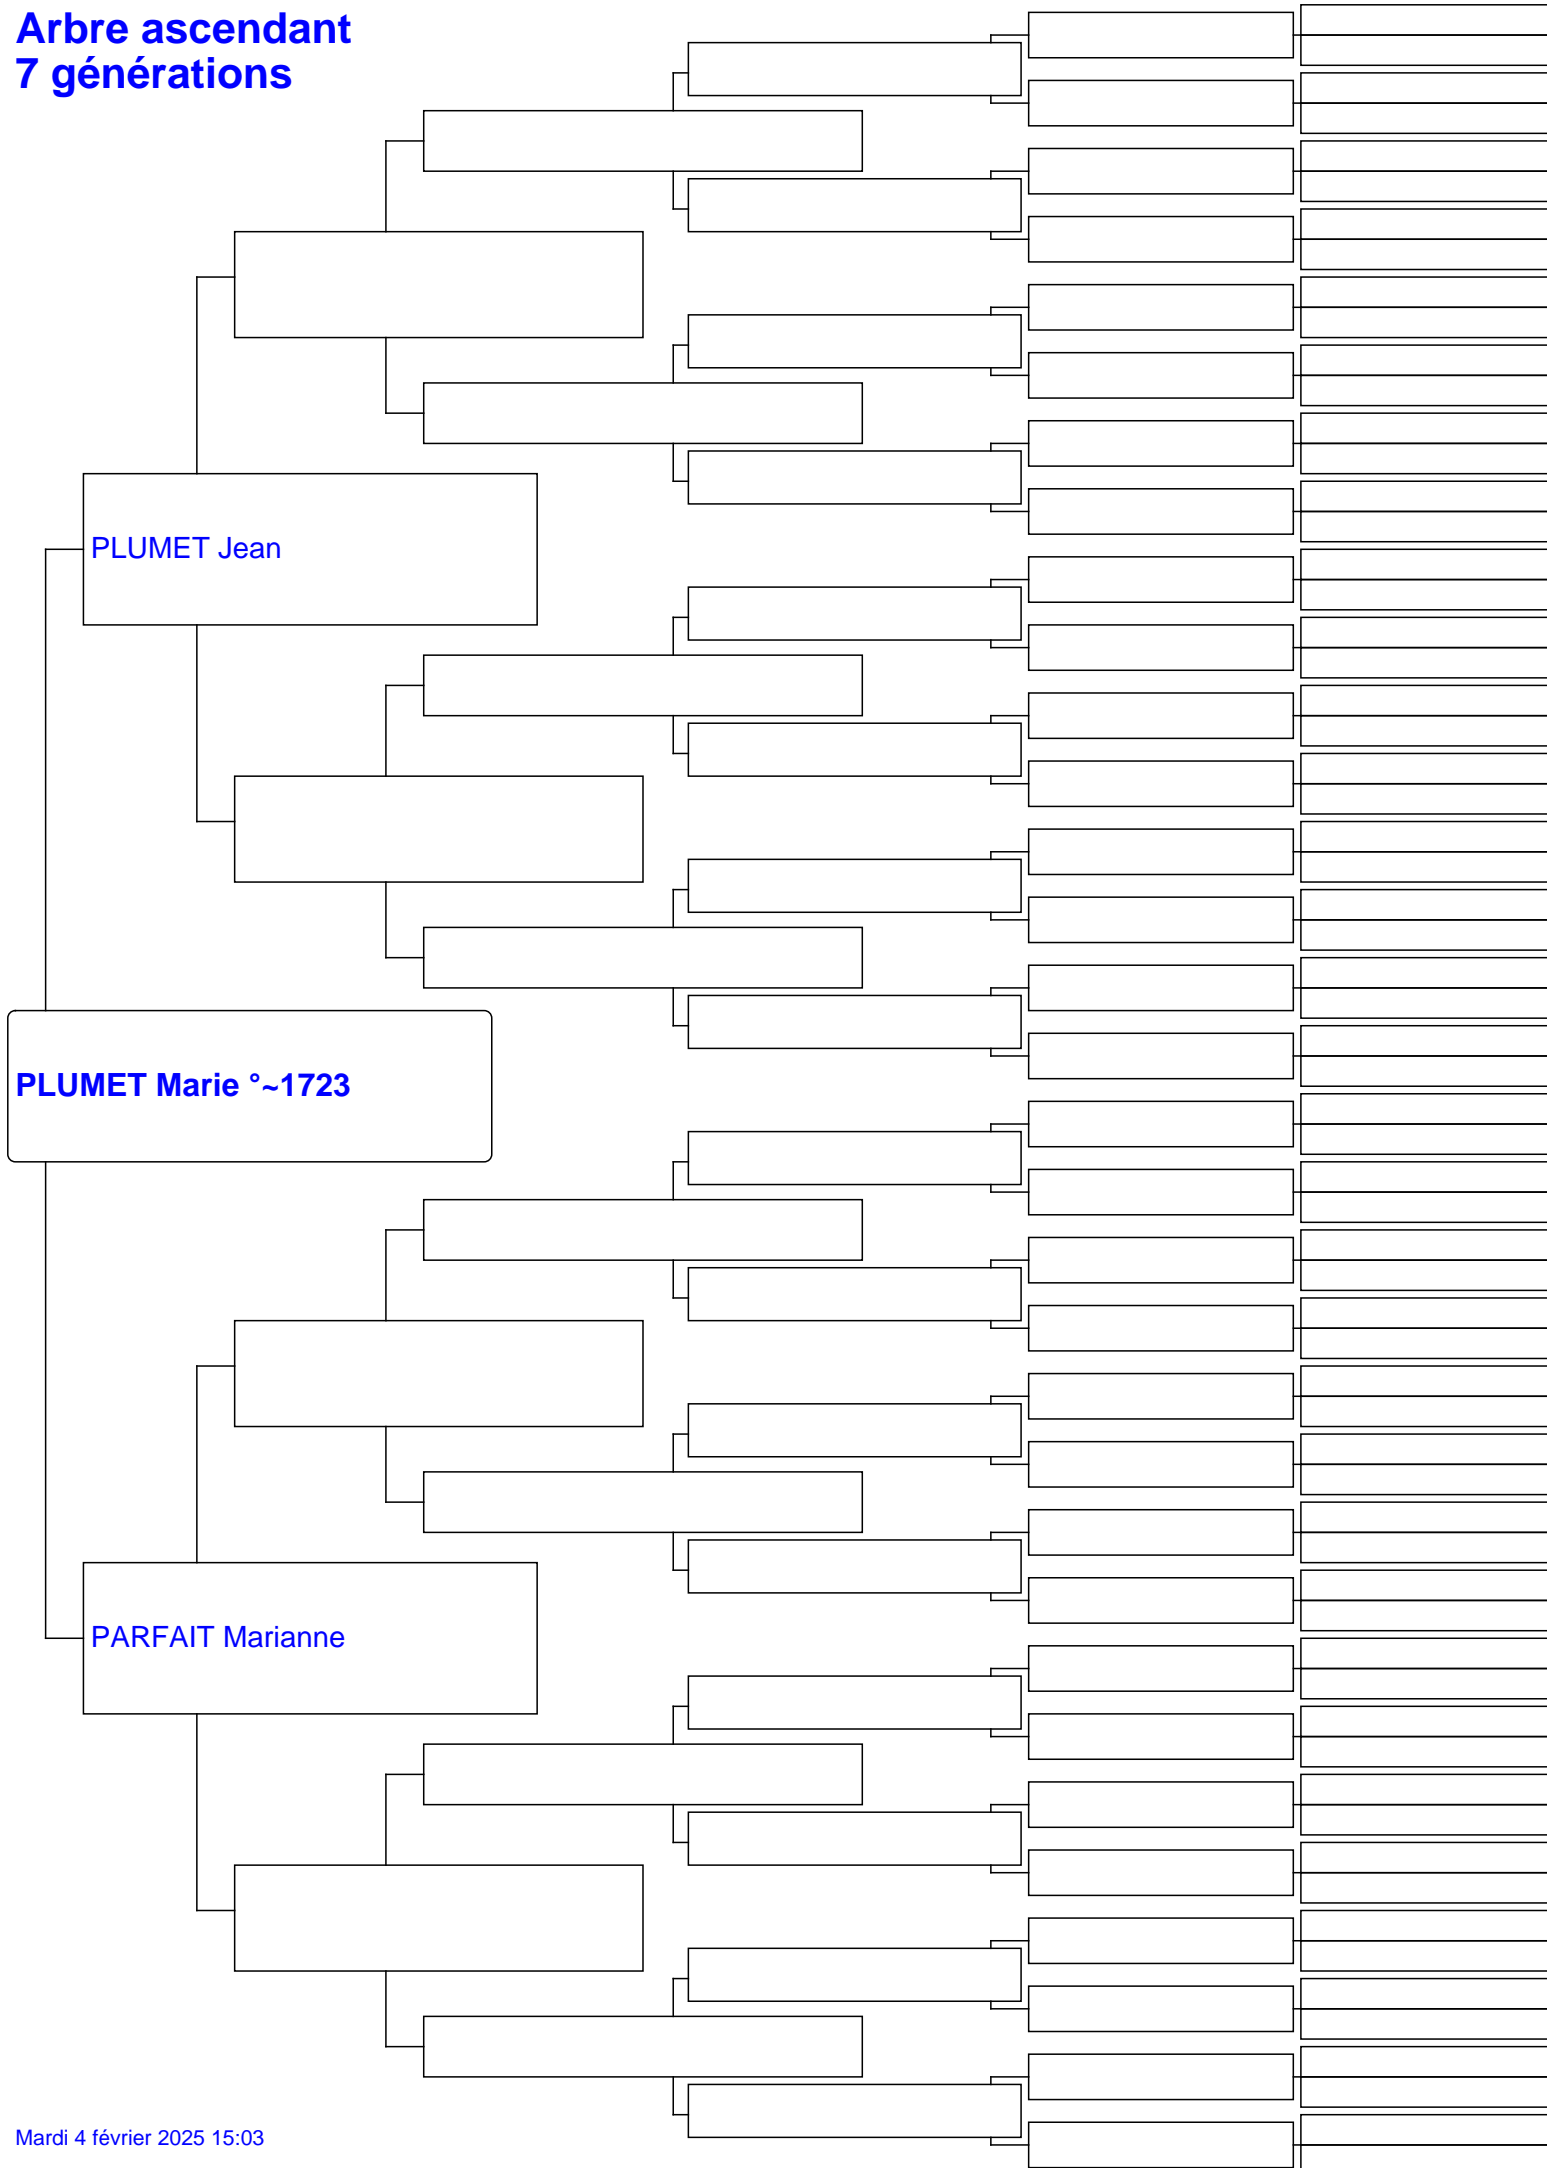 Arbre ascendant
7 générations
PLUMET Jean
PLUMET Marie °~1723
PARFAIT Marianne
Mardi 4 février 2025 15:03